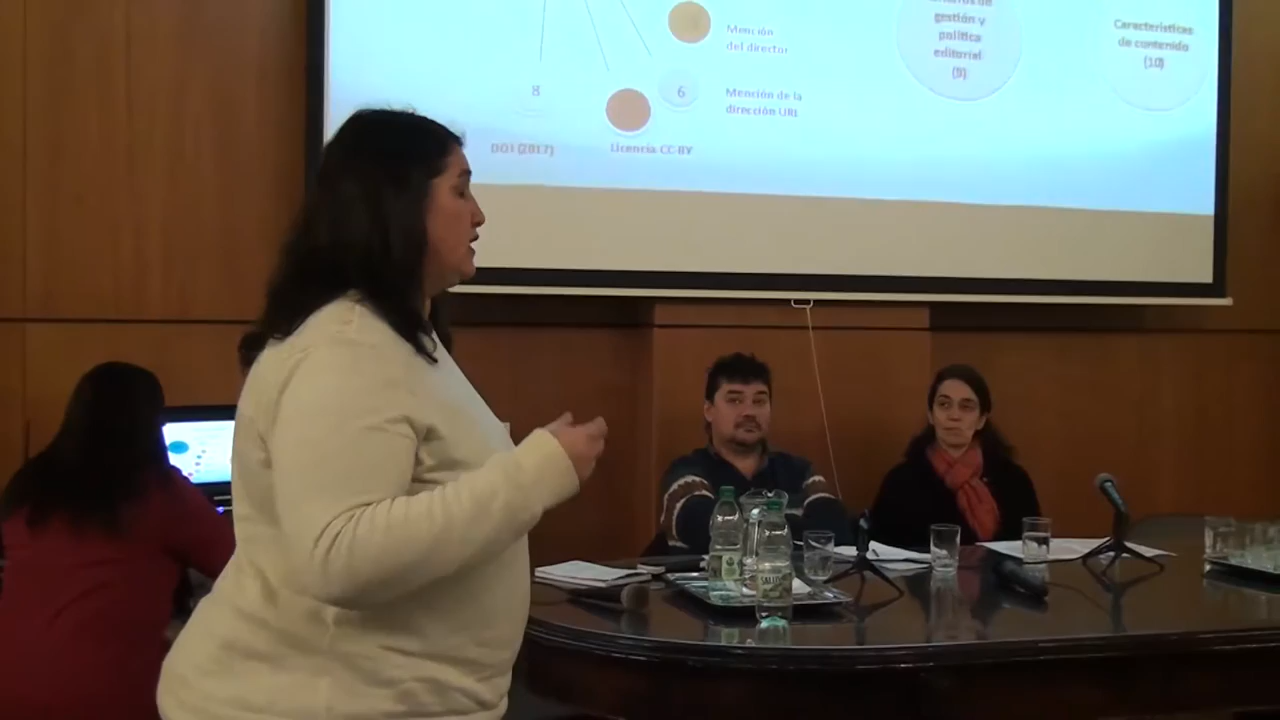 gestión y
política
editorial
(9)
Características
de contenido
(10)
Mención
del director
8
6
Mención de la
dirección URL
DOI (2017)
Licencia CC-BY
SALUS